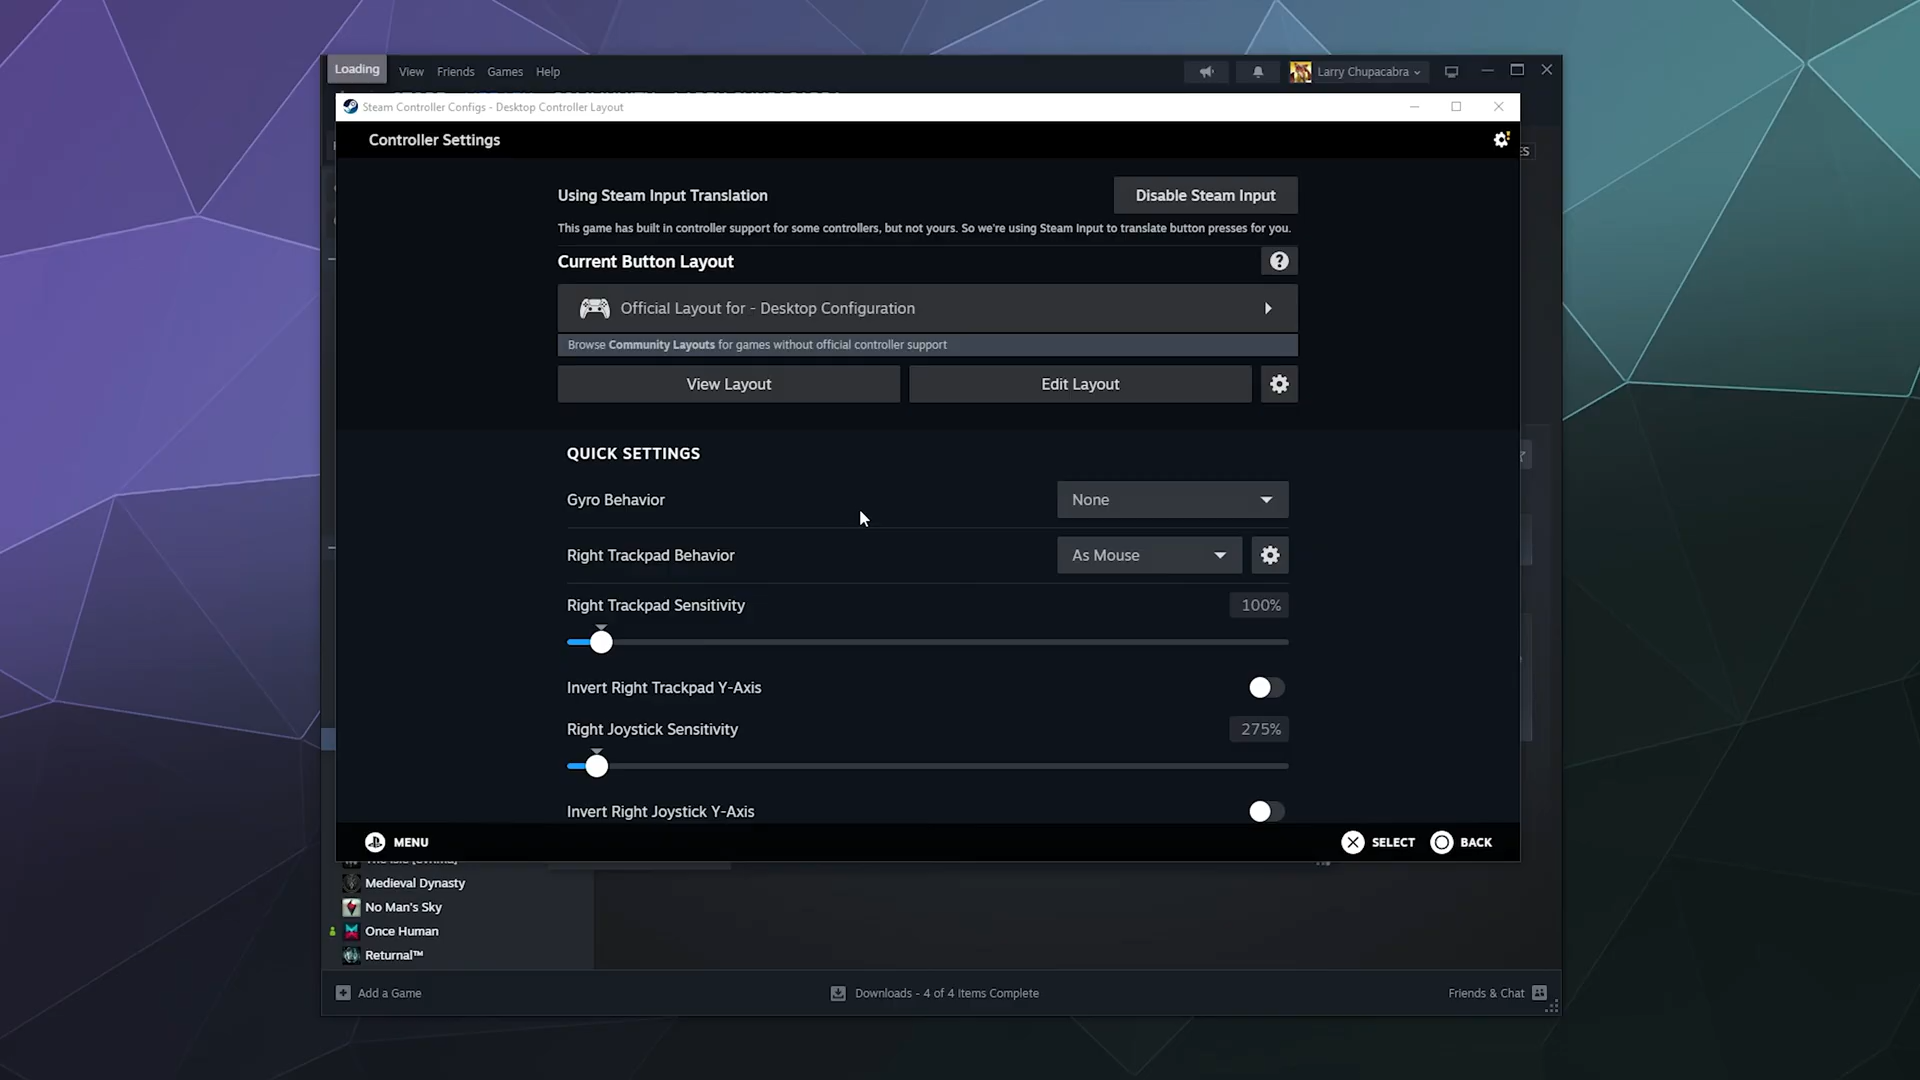 Loading
View
Friends
Games
Help
Larry Chupacabra
Steam Controller Configs - Desktop Controller Layout
Controller Settings
Using Steam Input Translation
Disable Steam Input
This game has built in controller support for some controllers, but not yours. So we're using Steam Input to translate button presses for you.
Current Button Layout
Official Layout for - Desktop Configuration
Browse Community Layouts for games without official controller support
View Layout
Edit Layout
QUICK SETTINGS
Gyro Behavior
None
Right Trackpad Behavior
As Mouse
Right Trackpad Sensitivity
100%
Invert Right Trackpad Y-Axis
Right Joystick Sensitivity
275%
Invert Right Joystick Y-Axis
MENU
SELECT
BACK
Medieval Dynasty
No Man's Sky
Once Human
Returnal™
Add a Game
Downloads - 4 of 4 Items Complete
Friends & Chat